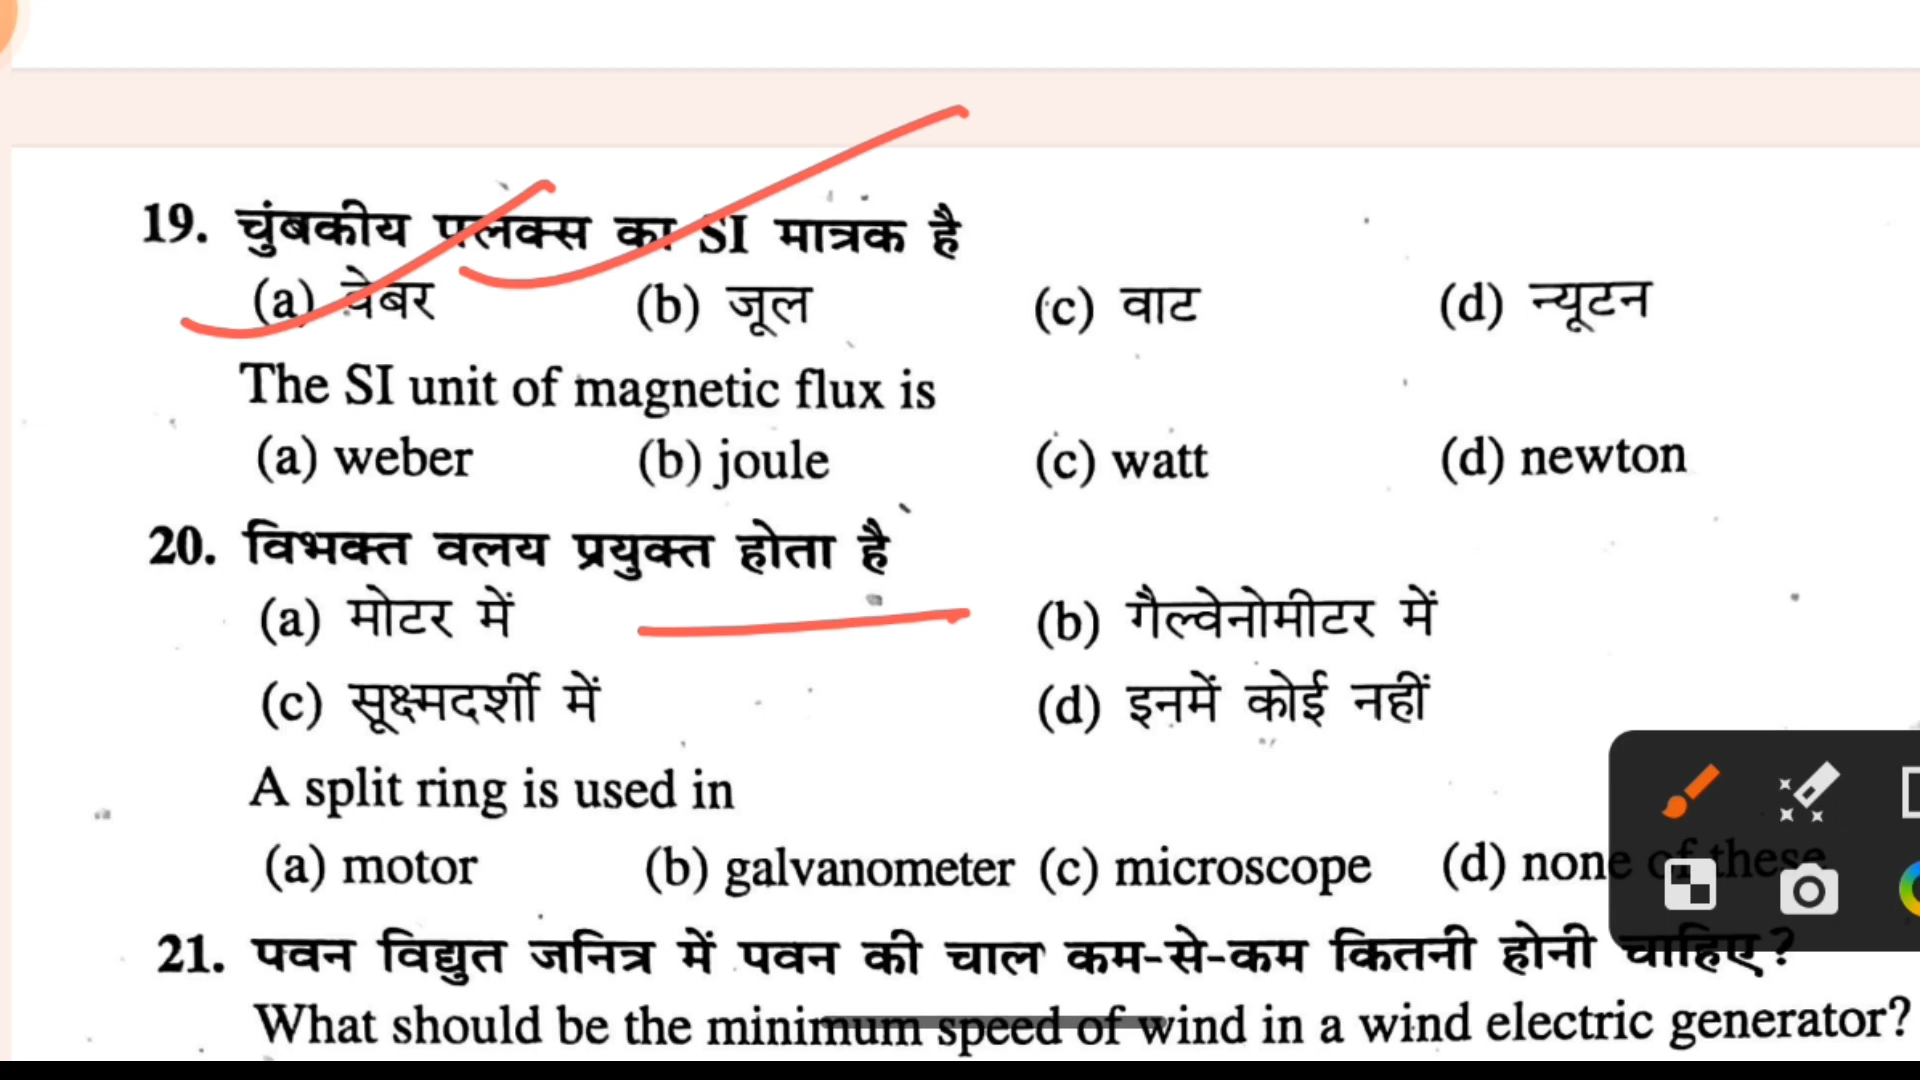 19. चुंबकीय फ्लक्स का SI मात्रक है
(a) वेबर (b) जूल (c) वाट (d) न्यूटन
The SI unit of magnetic flux is
(a) weber (b) joule (c) watt (d) newton
20. विभक्त वलय प्रयुक्त होता है
(a) मोटर में (b) गैल्वेनोमीटर में
(c) सूक्ष्मदर्शी में (d) इनमें कोई नहीं
A split ring is used in
(a) motor (b) galvanometer (c) microscope (d) none of these
21. पवन विद्युत जनित्र में पवन की चाल कम-से-कम कितनी होनी चाहिए?
What should be the minimum speed of wind in a wind electric generator?